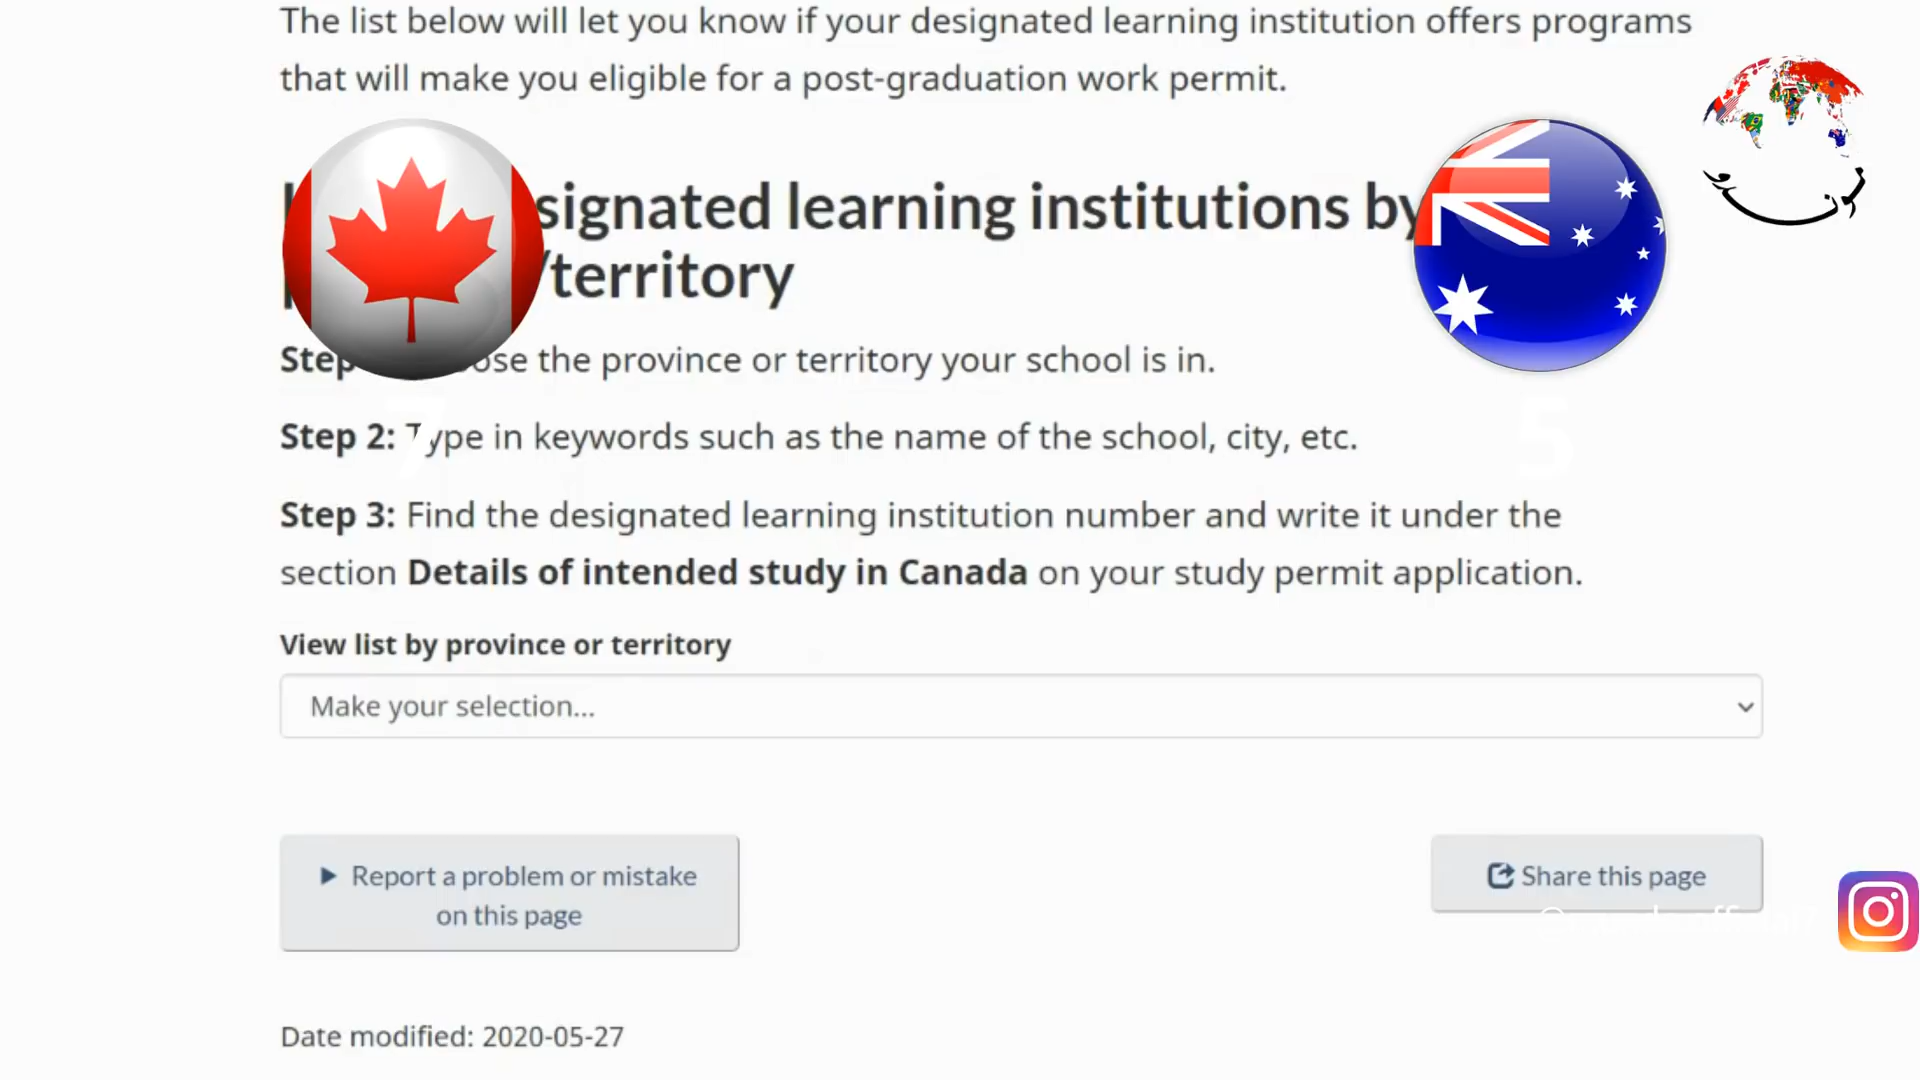 The list below will let you know if your designated learning institution offers programs
that will make you eligible for a post-graduation work permit.
signated learning institutions by
/territory
Step ose the province or territory your school is in.
7 5
Step 2: Type in keywords such as the name of the school, city, etc.
Step 3: Find the designated learning institution number and write it under the
section Details of intended study in Canada on your study permit application.
View list by province or territory
Make your selection...
Report a problem or mistake
on this page
Share this page
Date modified: 2020-05-27